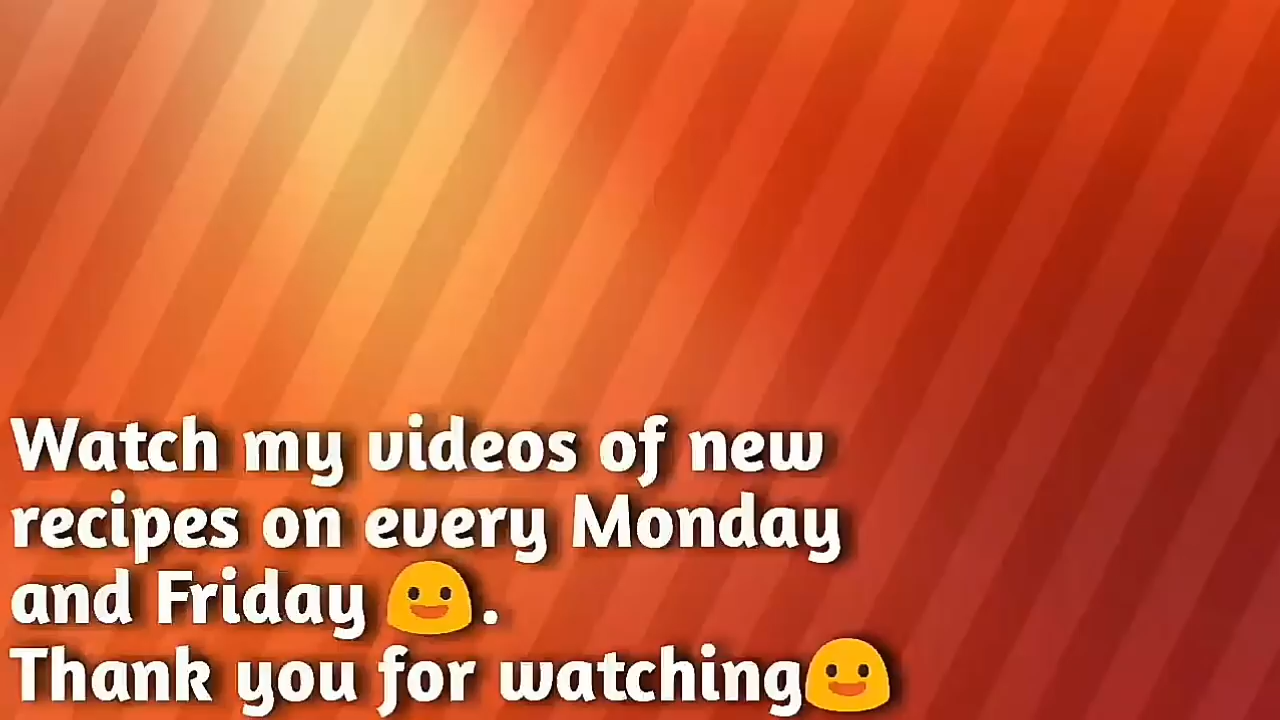 Watch my videos of new
recipes on every Monday
and Friday 😀.
Thank you for watching😀